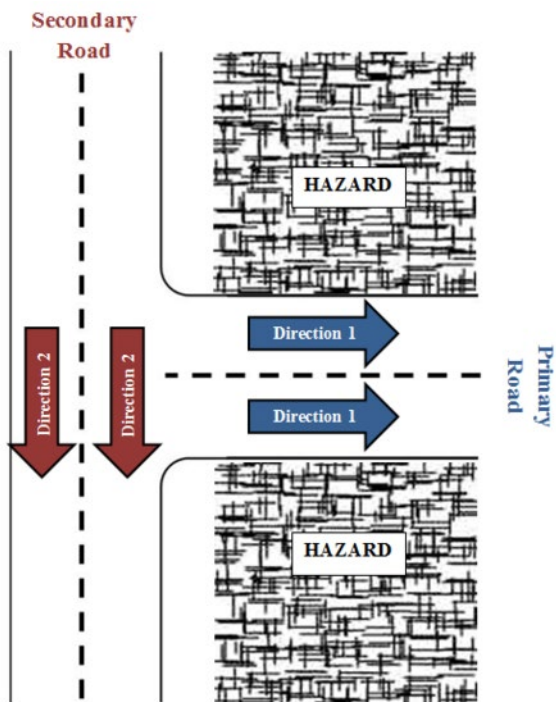 Secondary
Road
HAZARD
Direction 1
Primary
Road
Direction 2
Direction 2
Direction 1
HAZARD